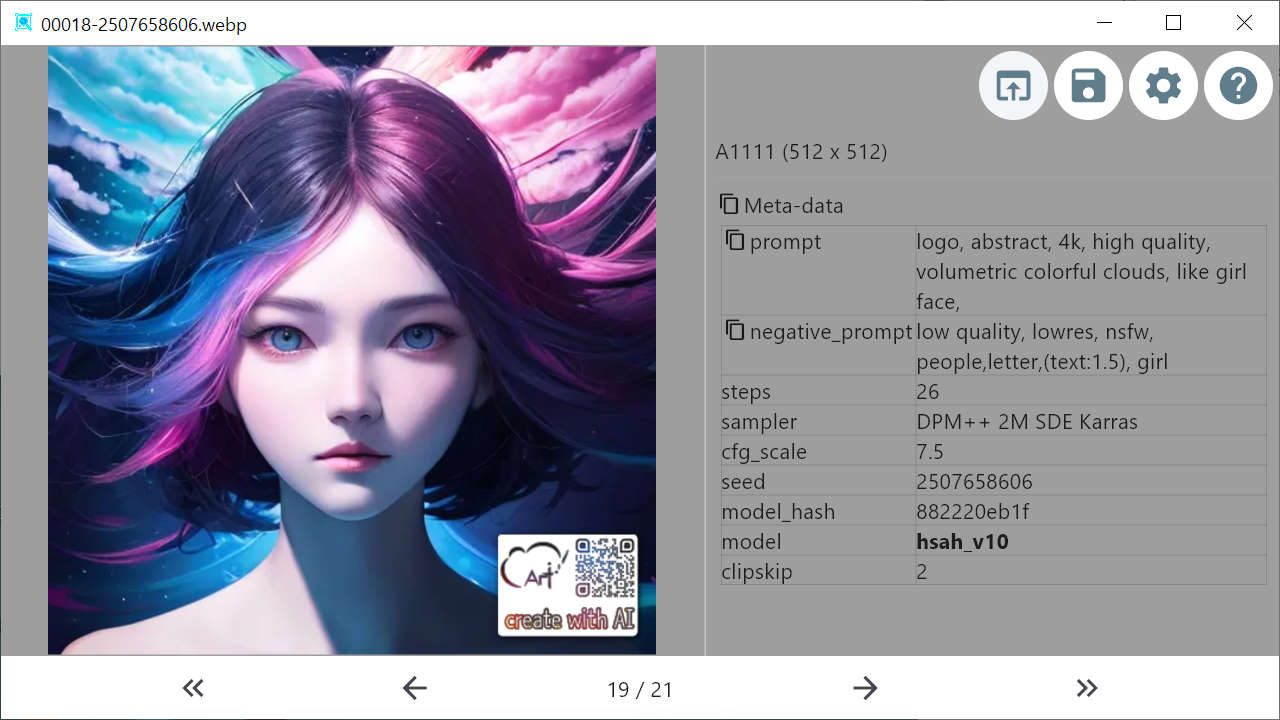 00018-2507658606.webp
A1111 (512 x 512)
Meta-data
prompt
logo, abstract, 4k, high quality,
volumetric colorful clouds, like girl
face,
negative_prompt
low quality, lowres, nsfw,
people,letter,(text:1.5), girl
steps
26
sampler
DPM++ 2M SDE Karras
cfg_scale
7.5
seed
2507658606
model_hash
882220eb1f
model
hsah_v10
clipskip
2
Art
create with AI
19 / 21